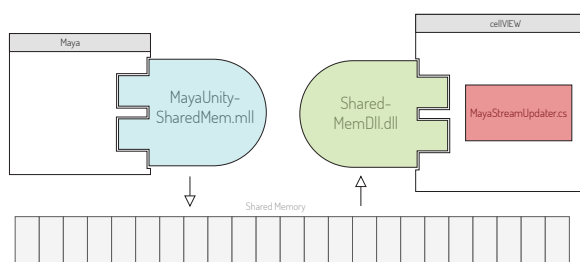 Maya
cellVIEW
MayaUnity-
SharedMem.mll
Shared-
MemDll.dll
MayaStreamUpdater.cs
Shared Memory